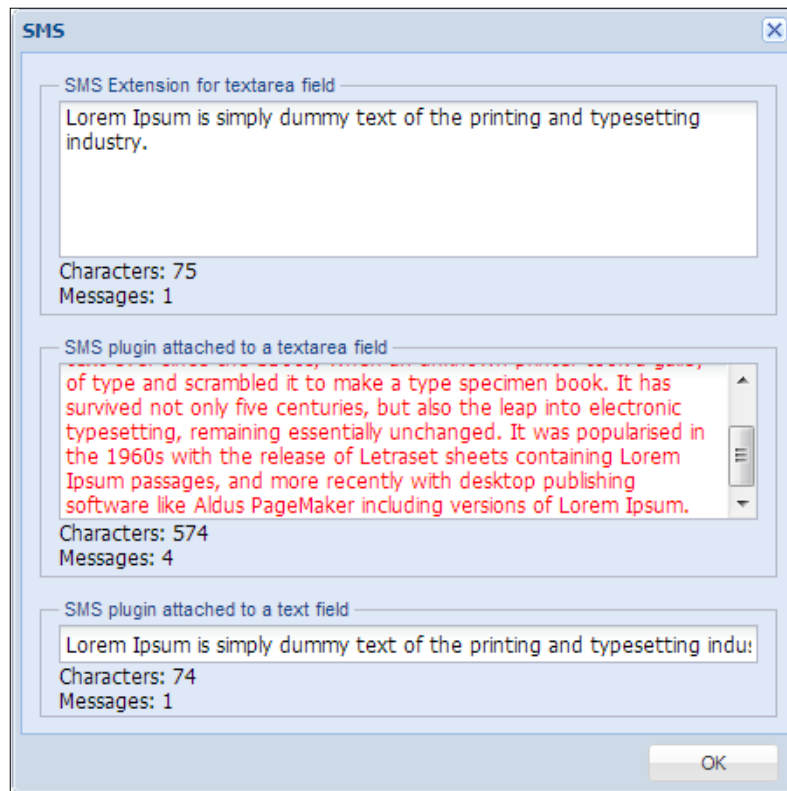 SMS
SMS Extension for textarea field
Lorem Ipsum is simply dummy text of the printing and typesetting
industry.
Characters: 75
Messages: 1
SMS plugin attached to a textarea field
of type and scrambled it to make a type specimen book. It has
survived not only five centuries, but also the leap into electronic
typesetting, remaining essentially unchanged. It was popularised in
the 1960s with the release of Letraset sheets containing Lorem
Ipsum passages, and more recently with desktop publishing
software like Aldus PageMaker including versions of Lorem Ipsum.
Characters: 574
Messages: 4
SMS plugin attached to a text field
Lorem Ipsum is simply dummy text of the printing and typesetting indus
Characters: 74
Messages: 1
OK